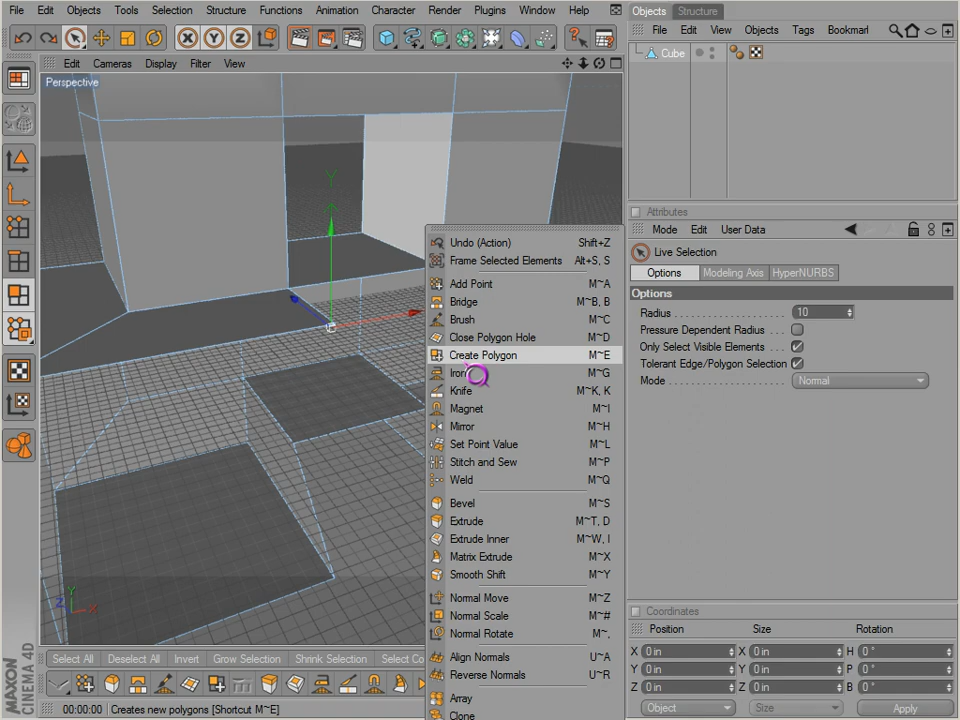 File Edit Objects Tools Selection Structure Functions Animation Character Render Plugins Window Help
Objects Structure
File Edit View Objects Tags Bookmark
Cube
Edit Cameras Display Filter View
Perspective
Y
Undo (Action) Shift+Z
Frame Selected Elements Alt+S, S
Add Point M~A
Bridge M~B, B
Brush M~C
Close Polygon Hole M~D
Create Polygon M~E
Iron M~G
Knife M~K, K
Magnet M~I
Mirror M~H
Set Point Value M~L
Stitch and Sew M~P
Weld M~Q
Bevel M~S
Extrude M~T, D
Extrude Inner M~W, I
Matrix Extrude M~X
Smooth Shift M~Y
Normal Move M~Z
Normal Scale M~#
Normal Rotate M~,
Align Normals U~A
Reverse Normals U~R
Array
Clone
Attributes
Mode Edit User Data
Live Selection
Options Modeling Axis HyperNURBS
Options
Radius 10
Pressure Dependent Radius
Only Select Visible Elements
Tolerant Edge/Polygon Selection
Mode Normal
Coordinates
Position Size Rotation
X 0 in X 0 in H 0 °
Y 0 in Y 0 in P 0 °
Z 0 in Z 0 in B 0 °
Object Size Apply
Y
Z X
Select All Deselect All Invert Grow Selection Shrink Selection Select Co
00:00:00 Creates new polygons [Shortcut M~E]
MAXON
CINEMA 4D